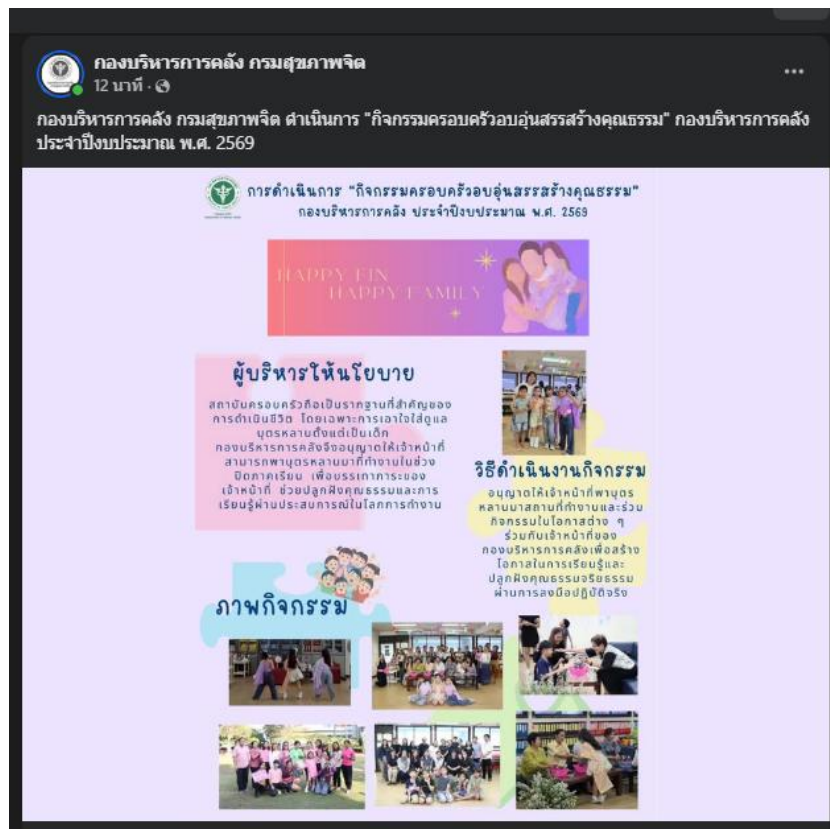 กองบริหารการคลัง กรมสุขภาพจิต
12 นาที ·
กองบริหารการคลัง กรมสุขภาพจิต ดำเนินการ "กิจกรรมครอบครัวอบอุ่นสรรสร้างคุณธรรม" กองบริหารการคลัง
ประจำปีงบประมาณ พ.ศ. 2569
การดำเนินการ "กิจกรรมครอบครัวอบอุ่นสรรสร้างคุณธรรม"
กองบริหารการคลัง ประจำปีงบประมาณ พ.ศ. 2569
HAPPY FIN
HAPPY FAMILY
ผู้บริหารให้นโยบาย
สถาบันครอบครัวถือเป็นรากฐานที่สำคัญของ
การดำเนินชีวิต โดยเฉพาะการเอาใจใส่ดูแล
บุตรหลานตั้งแต่เป็นเด็ก
กองบริหารการคลังจึงอนุญาตให้เจ้าหน้าที่
สามารถพาบุตรหลานมาที่ทำงานในช่วง
ปิดภาคเรียน เพื่อบรรเทาภาระของ
เจ้าหน้าที่ ช่วยปลูกฝังคุณธรรมและการ
เรียนรู้ผ่านประสบการณ์ในโลกการทำงาน
วิธีดำเนินงานกิจกรรม
อนุญาตให้เจ้าหน้าที่พาบุตร
หลานมาสถานที่ทำงานและร่วม
กิจกรรมในโอกาสต่าง ๆ
ร่วมกับเจ้าหน้าที่ของ
กองบริหารการคลังเพื่อสร้าง
โอกาสในการเรียนรู้และ
ปลูกฝังคุณธรรมจริยธรรม
ผ่านการลงมือปฏิบัติจริง
ภาพกิจกรรม